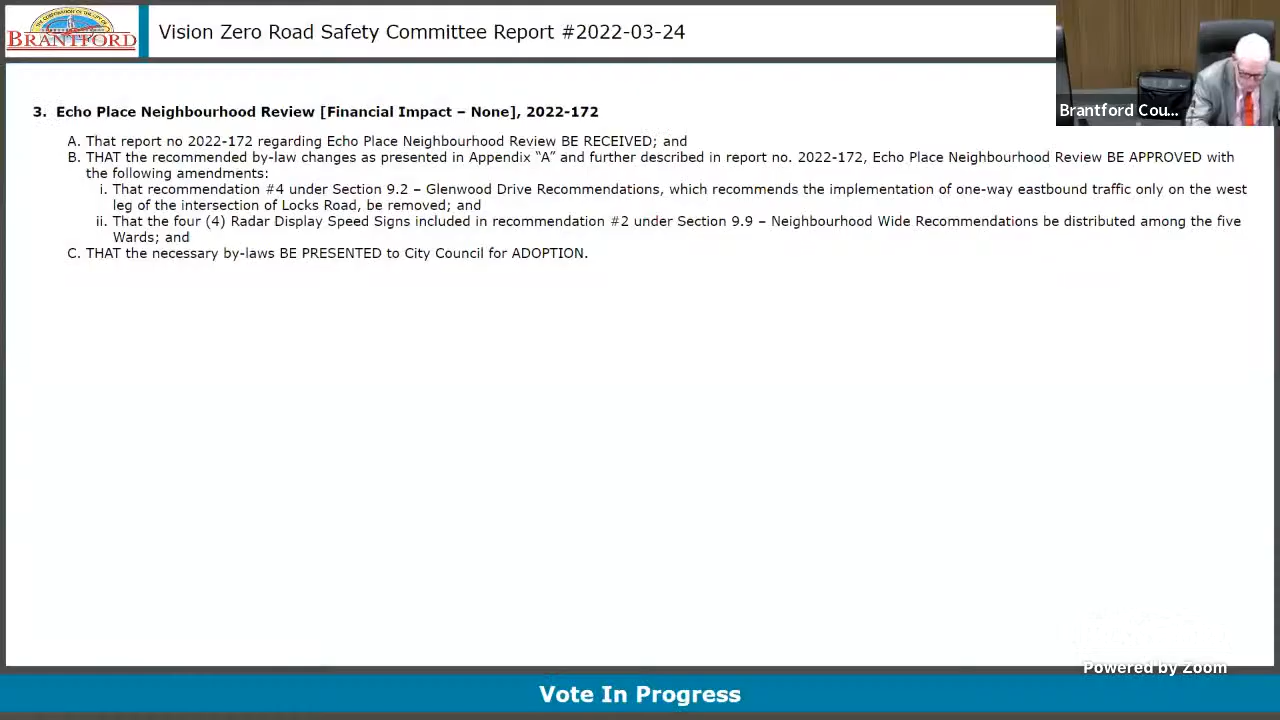 THE CORPORATION OF THE CITY OF
BRANTFORD
Vision Zero Road Safety Committee Report #2022-03-24
Brantford Cou...
3. Echo Place Neighbourhood Review [Financial Impact – None], 2022-172
A. That report no 2022-172 regarding Echo Place Neighbourhood Review BE RECEIVED; and
B. THAT the recommended by-law changes as presented in Appendix “A” and further described in report no. 2022-172, Echo Place Neighbourhood Review BE APPROVED with
the following amendments:
i. That recommendation #4 under Section 9.2 – Glenwood Drive Recommendations, which recommends the implementation of one-way eastbound traffic only on the west
leg of the intersection of Locks Road, be removed; and
ii. That the four (4) Radar Display Speed Signs included in recommendation #2 under Section 9.9 – Neighbourhood Wide Recommendations be distributed among the five
Wards; and
C. THAT the necessary by-laws BE PRESENTED to City Council for ADOPTION.
Powered by Zoom
Vote In Progress